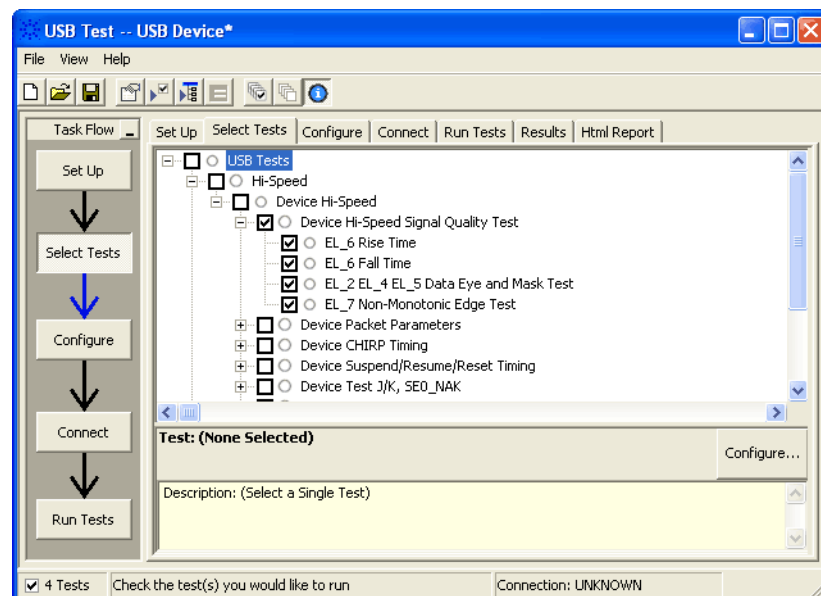 USB Test -- USB Device*
File View Help
Task Flow
Set Up
Select Tests
Configure
Connect
Run Tests
Set Up Select Tests Configure Connect Run Tests Results Html Report
USB Tests
Hi-Speed
Device Hi-Speed
Device Hi-Speed Signal Quality Test
EL_6 Rise Time
EL_6 Fall Time
EL_2 EL_4 EL_5 Data Eye and Mask Test
EL_7 Non-Monotonic Edge Test
Device Packet Parameters
Device CHIRP Timing
Device Suspend/Resume/Reset Timing
Device Test J/K, SE0_NAK
Test: (None Selected)
Configure...
Description: (Select a Single Test)
4 Tests Check the test(s) you would like to run Connection: UNKNOWN